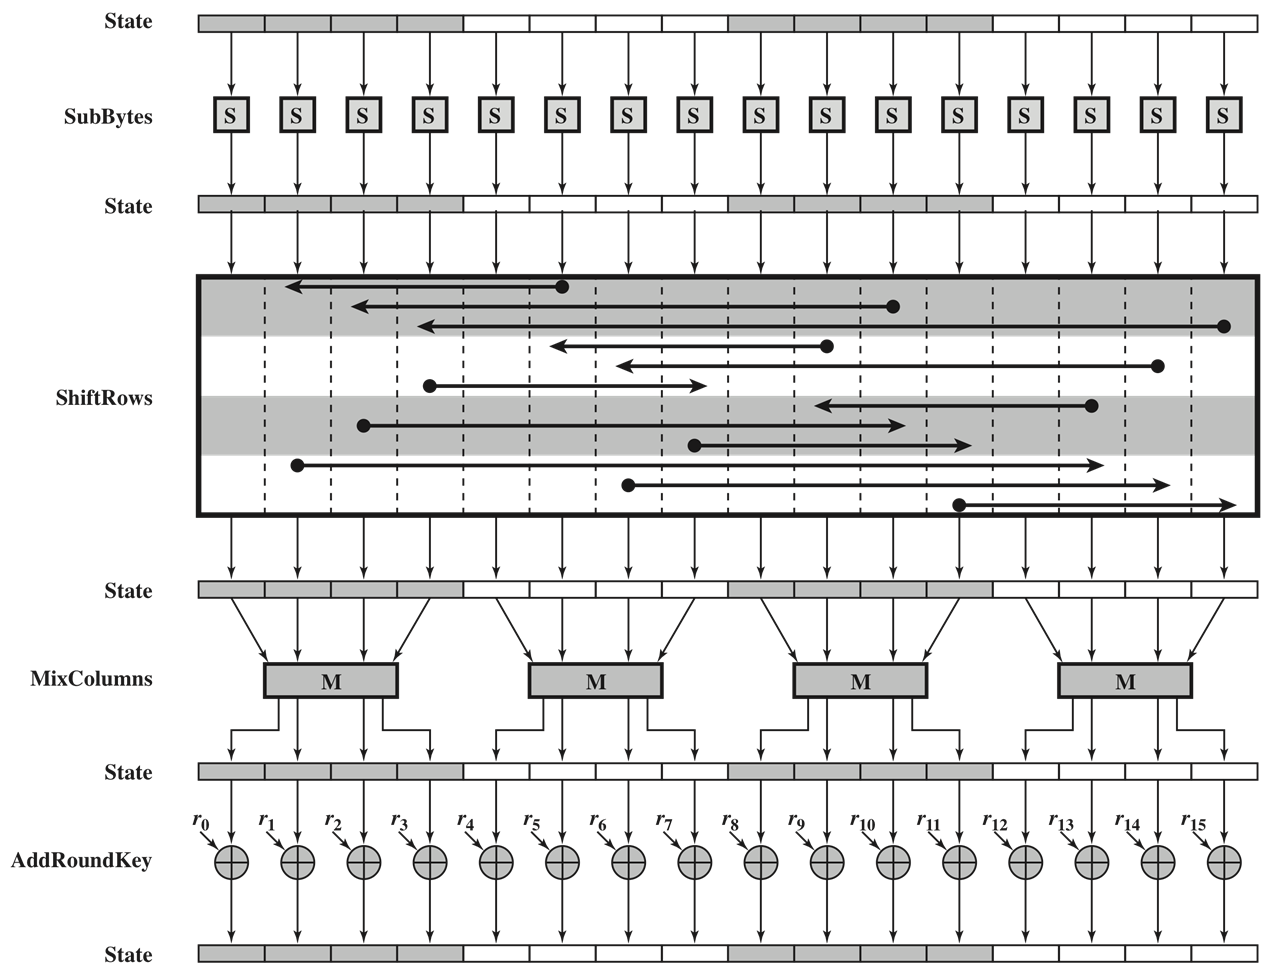 State
SubBytes S S S S S S S S S S S S S S S S
State
ShiftRows
State
MixColumns M M M M
State
r0 r1 r2 r3 r4 r5 r6 r7 r8 r9 r10 r11 r12 r13 r14 r15
AddRoundKey
State